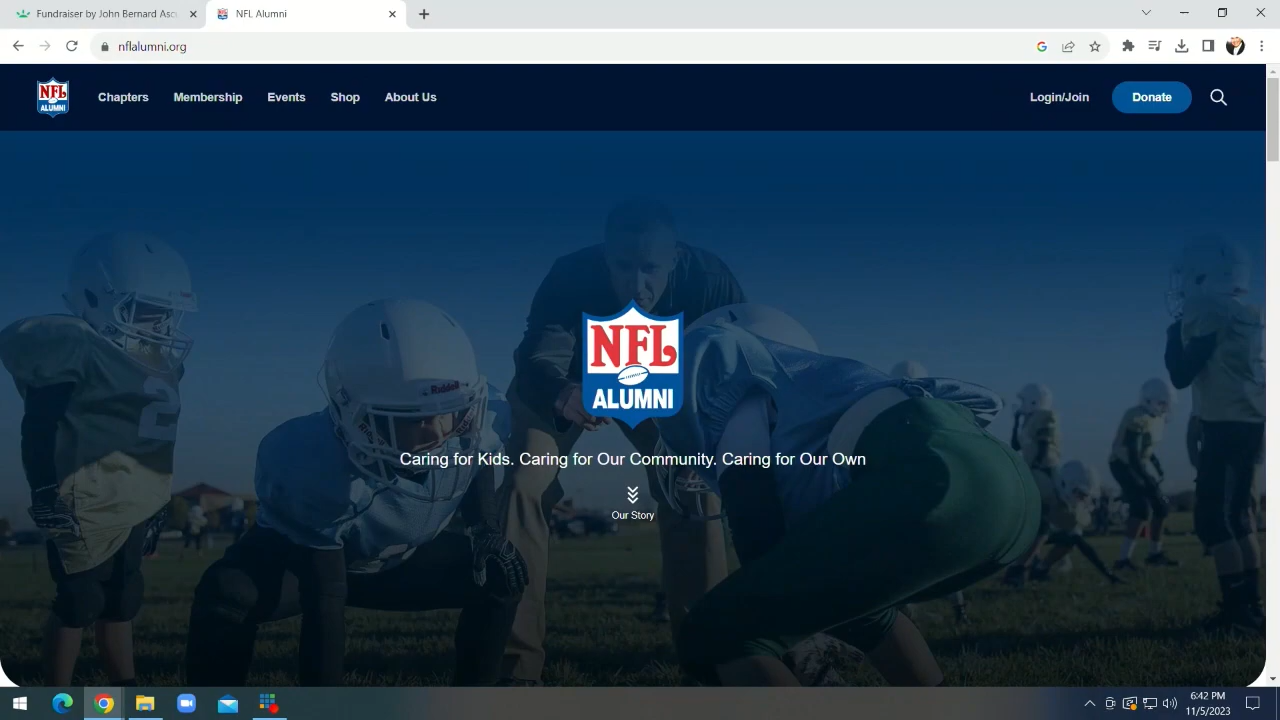 Fundraiser by John Bernard Asc
NFL Alumni
nflalumni.org
NFL
ALUMNI
Chapters
Membership
Events
Shop
About Us
Login/Join
Donate
NFL
ALUMNI
Riddell
2
Caring for Kids. Caring for Our Community. Caring for Our Own
Our Story
6:42 PM
11/5/2023